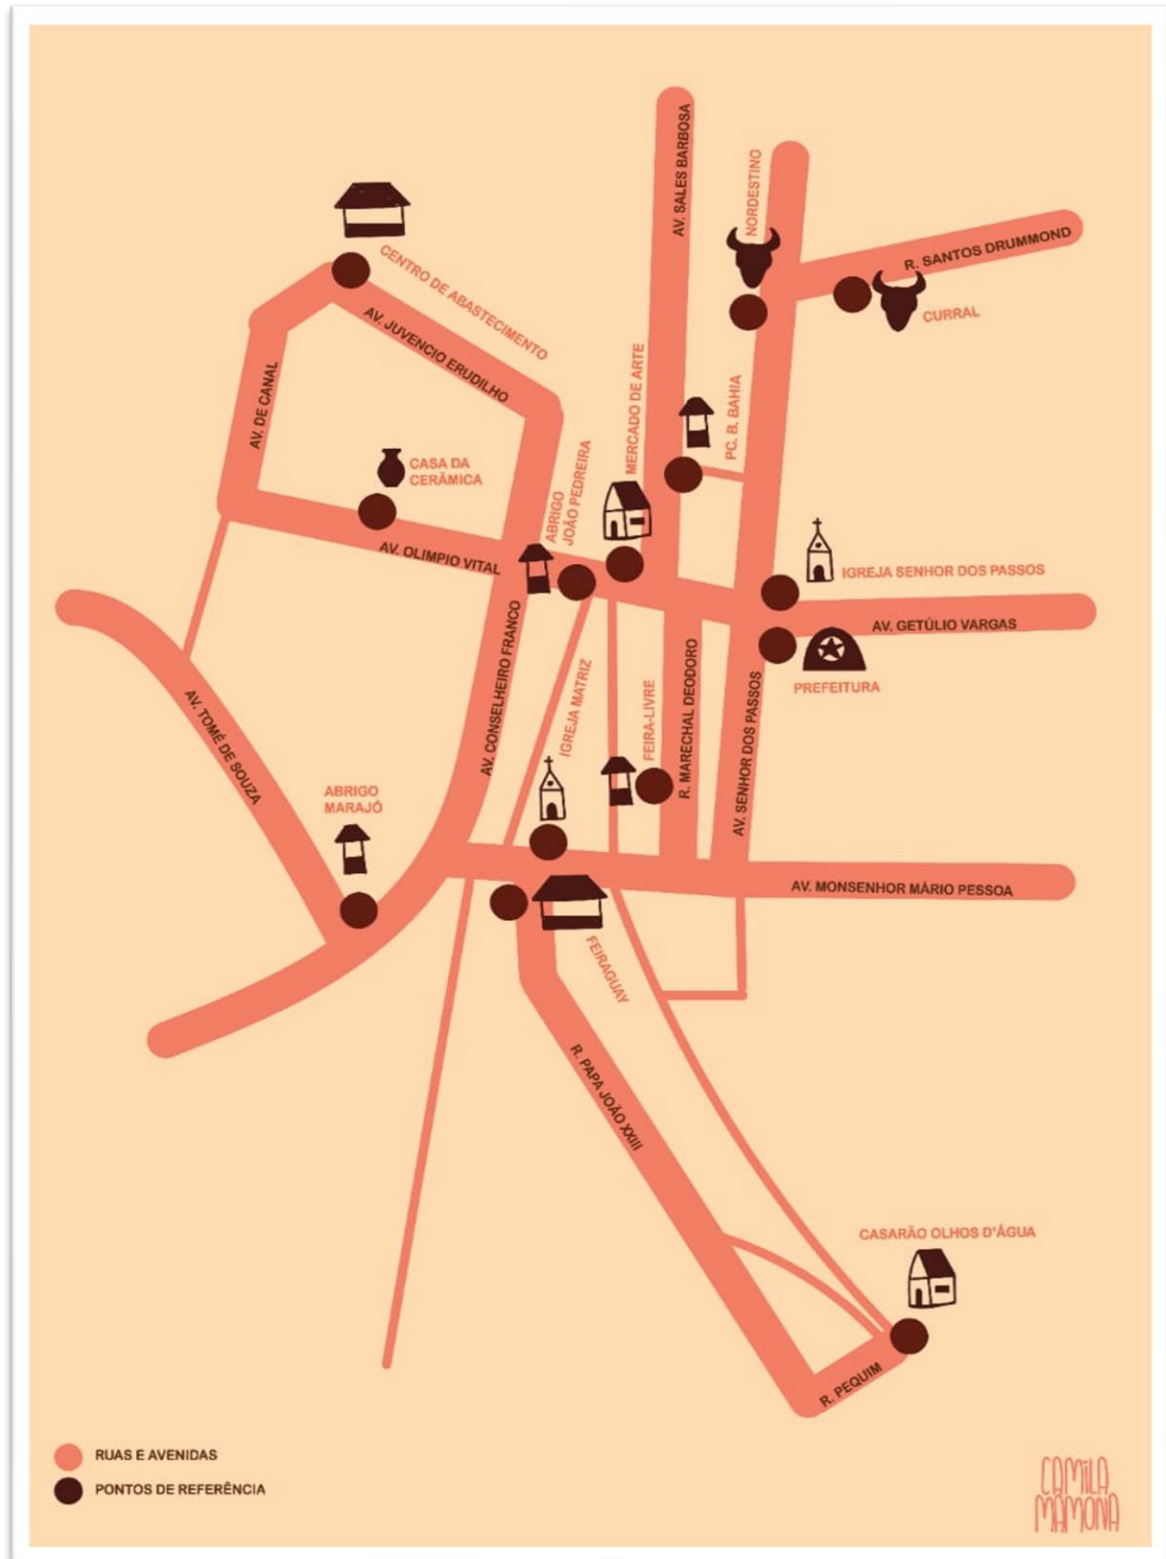 AV. SALES BARBOSA
NORDESTINO
R. SANTOS DRUMMOND
CENTRO DE ABASTECIMENTO
CURRAL
AV. JUVENCIO ERUDILHO
MERCADO DE ARTE
PC. B. BAHIA
AV. DE CANAL
CASA DA
CERÂMICA
ABRIGO
JOÃO PEDREIRA
AV. OLIMPIO VITAL
IGREJA SENHOR DOS PASSOS
AV. GETÚLIO VARGAS
PREFEITURA
AV. CONSELHEIRO FRANCO
IGREJA MATRIZ
FEIRA-LIVRE
R. MARECHAL DEODORO
AV. SENHOR DOS PASSOS
AV. TOMÉ DE SOUZA
ABRIGO
MARAJÓ
AV. MONSENHOR MÁRIO PESSOA
FEIRAGUAY
R. PAPA JOÃO XXIII
CASARÃO OLHOS D'ÁGUA
R. PEQUIM
RUAS E AVENIDAS
PONTOS DE REFERÊNCIA
CAMILA
MAMONA